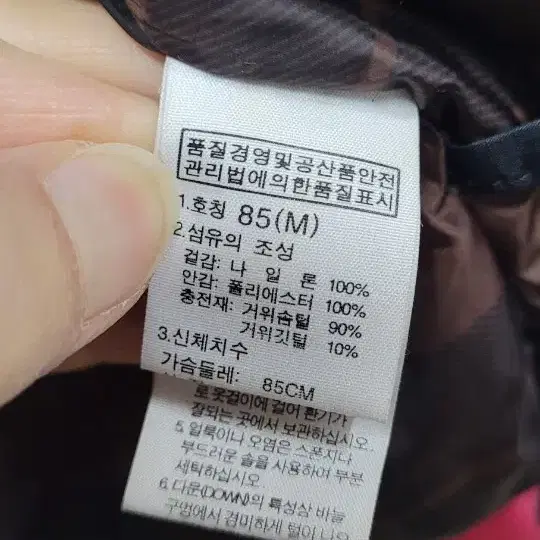 품질경영및공산품안전
관리법에의한품질표시
1.호칭 85(M)
2.섬유의 조성
겉감: 나 일 론 100%
안감: 폴리에스터 100%
충전재: 거위솜털 90%
거위깃털 10%
3.신체치수
가슴둘레: 85CM
로 옷걸이에 걸어 환기가
잘되는 곳에서 보관하십시오.
5. 얼룩이나 오염은 스폰지나
부드러운 솔을 사용하여 부분
세탁하십시오.
6. 다운(DOWN)의 특성상 바늘
구멍에서 경미하게 털이 나